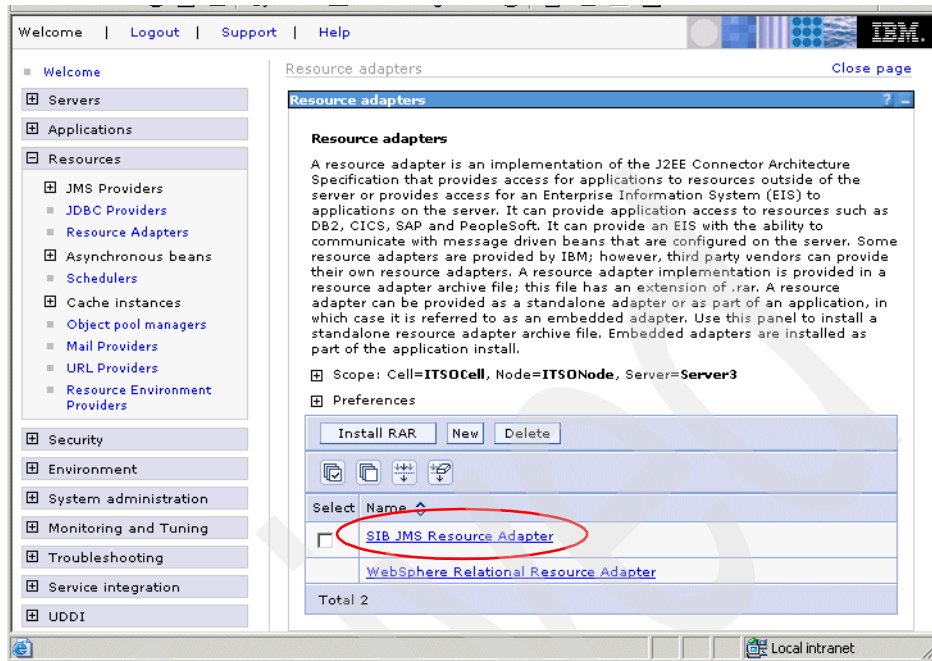 Welcome | Logout | Support | Help
IBM.
Welcome
Servers
Applications
Resources
JMS Providers
JDBC Providers
Resource Adapters
Asynchronous beans
Schedulers
Cache instances
Object pool managers
Mail Providers
URL Providers
Resource Environment
Providers
Security
Environment
System administration
Monitoring and Tuning
Troubleshooting
Service integration
UDDI
Resource adapters Close page
Resource adapters ? -
Resource adapters
A resource adapter is an implementation of the J2EE Connector Architecture
Specification that provides access for applications to resources outside of the
server or provides access for an Enterprise Information System (EIS) to
applications on the server. It can provide application access to resources such as
DB2, CICS, SAP and PeopleSoft. It can provide an EIS with the ability to
communicate with message driven beans that are configured on the server. Some
resource adapters are provided by IBM; however, third party vendors can provide
their own resource adapters. A resource adapter implementation is provided in a
resource adapter archive file; this file has an extension of .rar. A resource
adapter can be provided as a standalone adapter or as part of an application, in
which case it is referred to as an embedded adapter. Use this panel to install a
standalone resource adapter archive file. Embedded adapters are installed as
part of the application install.
Scope: Cell=ITSOCell, Node=ITSONode, Server=Server3
Preferences
Install RAR New Delete
Select Name
SIB JMS Resource Adapter
WebSphere Relational Resource Adapter
Total 2
Local intranet